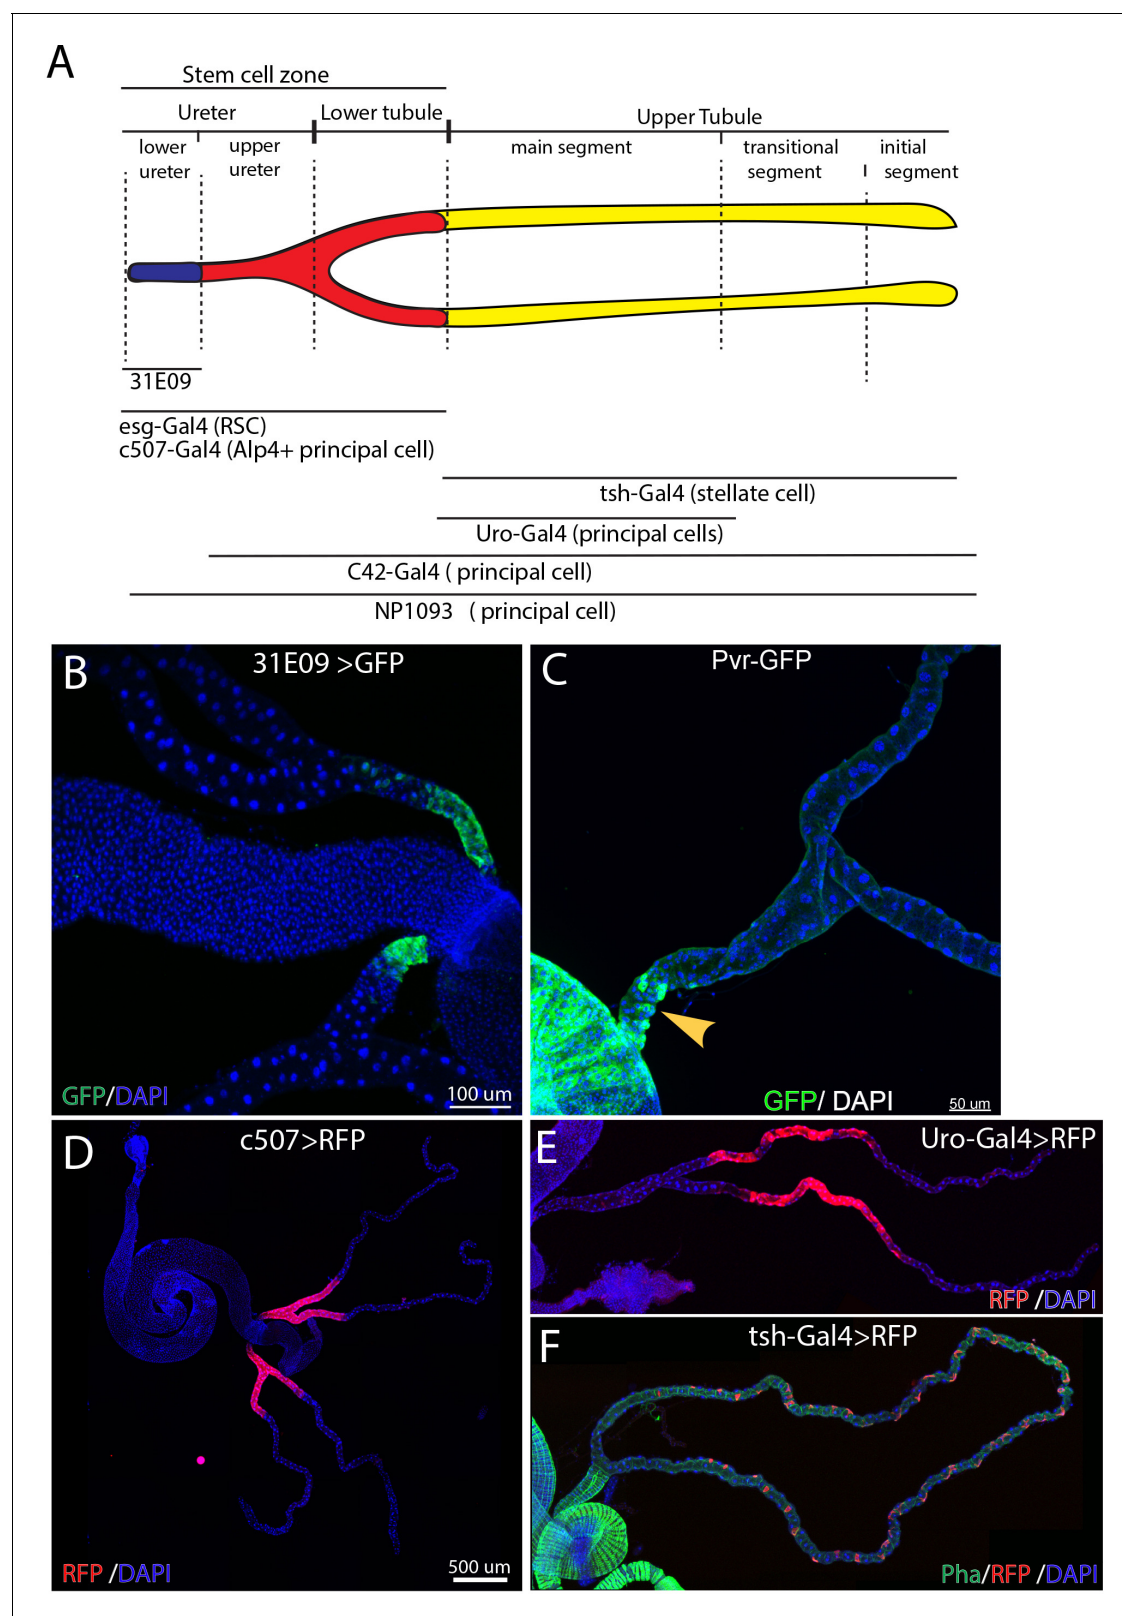 A
Stem cell zone
Ureter
Lower tubule
Upper Tubule
lower
ureter
upper
ureter
main segment
transitional
segment
initial
segment
31E09
esg-Gal4 (RSC)
c507-Gal4 (Alp4+ principal cell)
tsh-Gal4 (stellate cell)
Uro-Gal4 (principal cells)
C42-Gal4 ( principal cell)
NP1093 ( principal cell)
B
31E09 >GFP
GFP/DAPI
100 um
C
Pvr-GFP
GFP/ DAPI
50 um
D
c507>RFP
RFP /DAPI
500 um
E
Uro-Gal4>RFP
RFP /DAPI
F
tsh-Gal4>RFP
Pha/RFP /DAPI